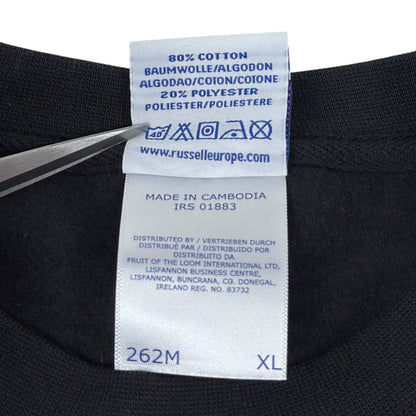 80% COTTON
BAUMWOLLE/ALGODON
ALGODAO/COTON/COTONE
20% POLYESTER
POLIESTER/POLIESTERE
40
www.russelleurope.com
MADE IN CAMBODIA
IRS 01883
DISTRIBUTED BY / VERTRIEBEN DURCH
DISTRIBUÉ PAR / DISTRIBUIDO POR
DISTRIBUITO DA
FRUIT OF THE LOOM INTERNATIONAL LTD,
LISFANNON BUSINESS CENTRE,
LISFANNON, BUNCRANA, CO. DONEGAL,
IRELAND REG. NO. 83732
262M XL